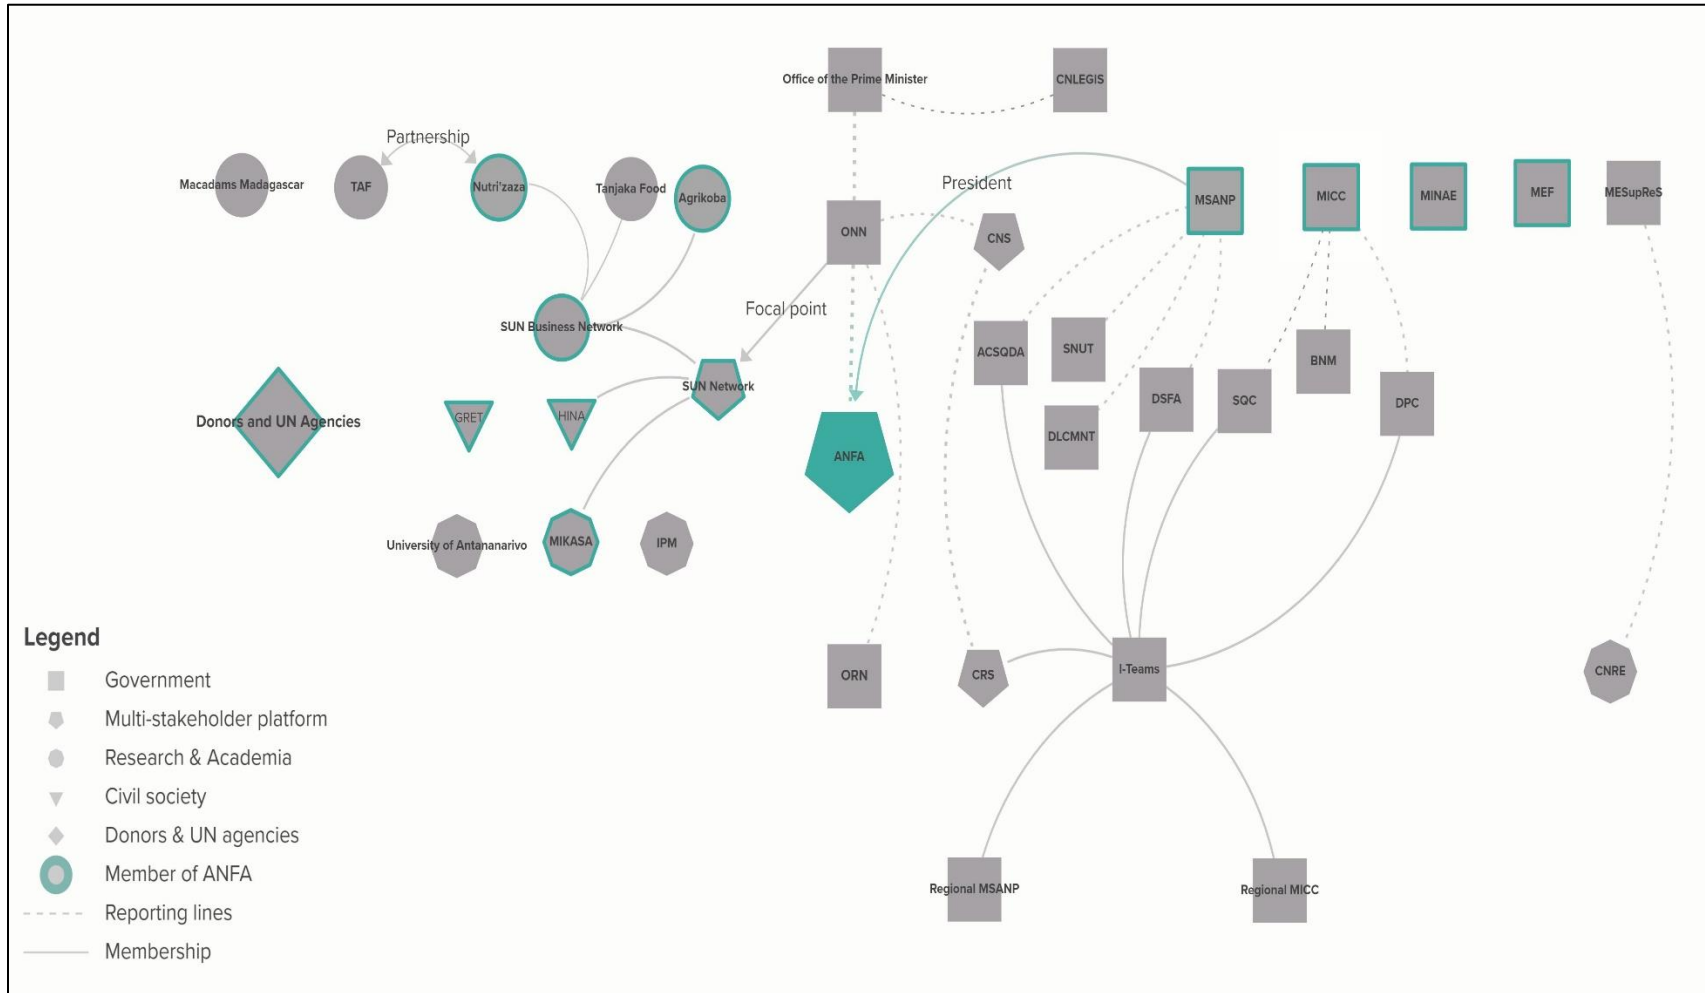 Office of the Prime Minister
CNLEGIS
Partnership
Macadams Madagascar
TAF
Nutri'zaza
Tanjaka Food
Agrikoba
President
MSANP
MICC
MINAE
MEF
MESupReS
ONN
CNS
Focal point
SUN Business Network
SUN Network
ACSQDA
SNUT
BNM
DSFA
SQC
DPC
DLCMNT
Donors and UN Agencies
GRET
HINA
ANFA
University of Antananarivo
MIKASA
IPM
ORN
CRS
I-Teams
CNRE
Regional MSANP
Regional MICC
Legend
Government
Multi-stakeholder platform
Research & Academia
Civil society
Donors & UN agencies
Member of ANFA
Reporting lines
Membership